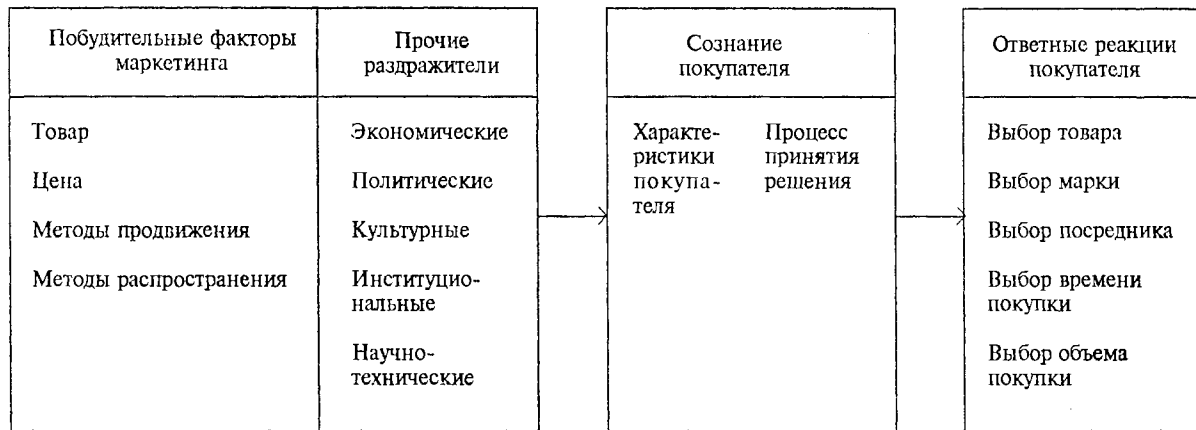 Побудительные факторы
маркетинга
Прочие
раздражители
Сознание
покупателя
Ответные реакции
покупателя
Товар
Цена
Методы продвижения
Методы распространения
Экономические
Политические
Культурные
Институцио-
нальные
Научно-
технические
Характе-
ристики
покупа-
теля
Процесс
принятия
решения
Выбор товара
Выбор марки
Выбор посредника
Выбор времени
покупки
Выбор объема
покупки